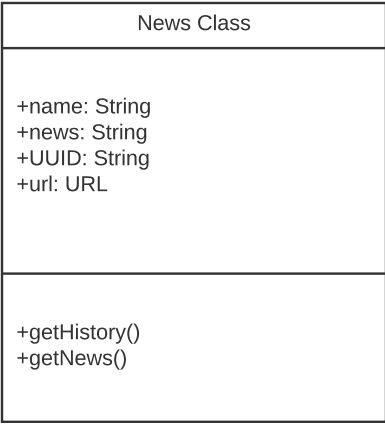 News Class
+name: String
+news: String
+UUID: String
+url: URL
+getHistory()
+getNews()